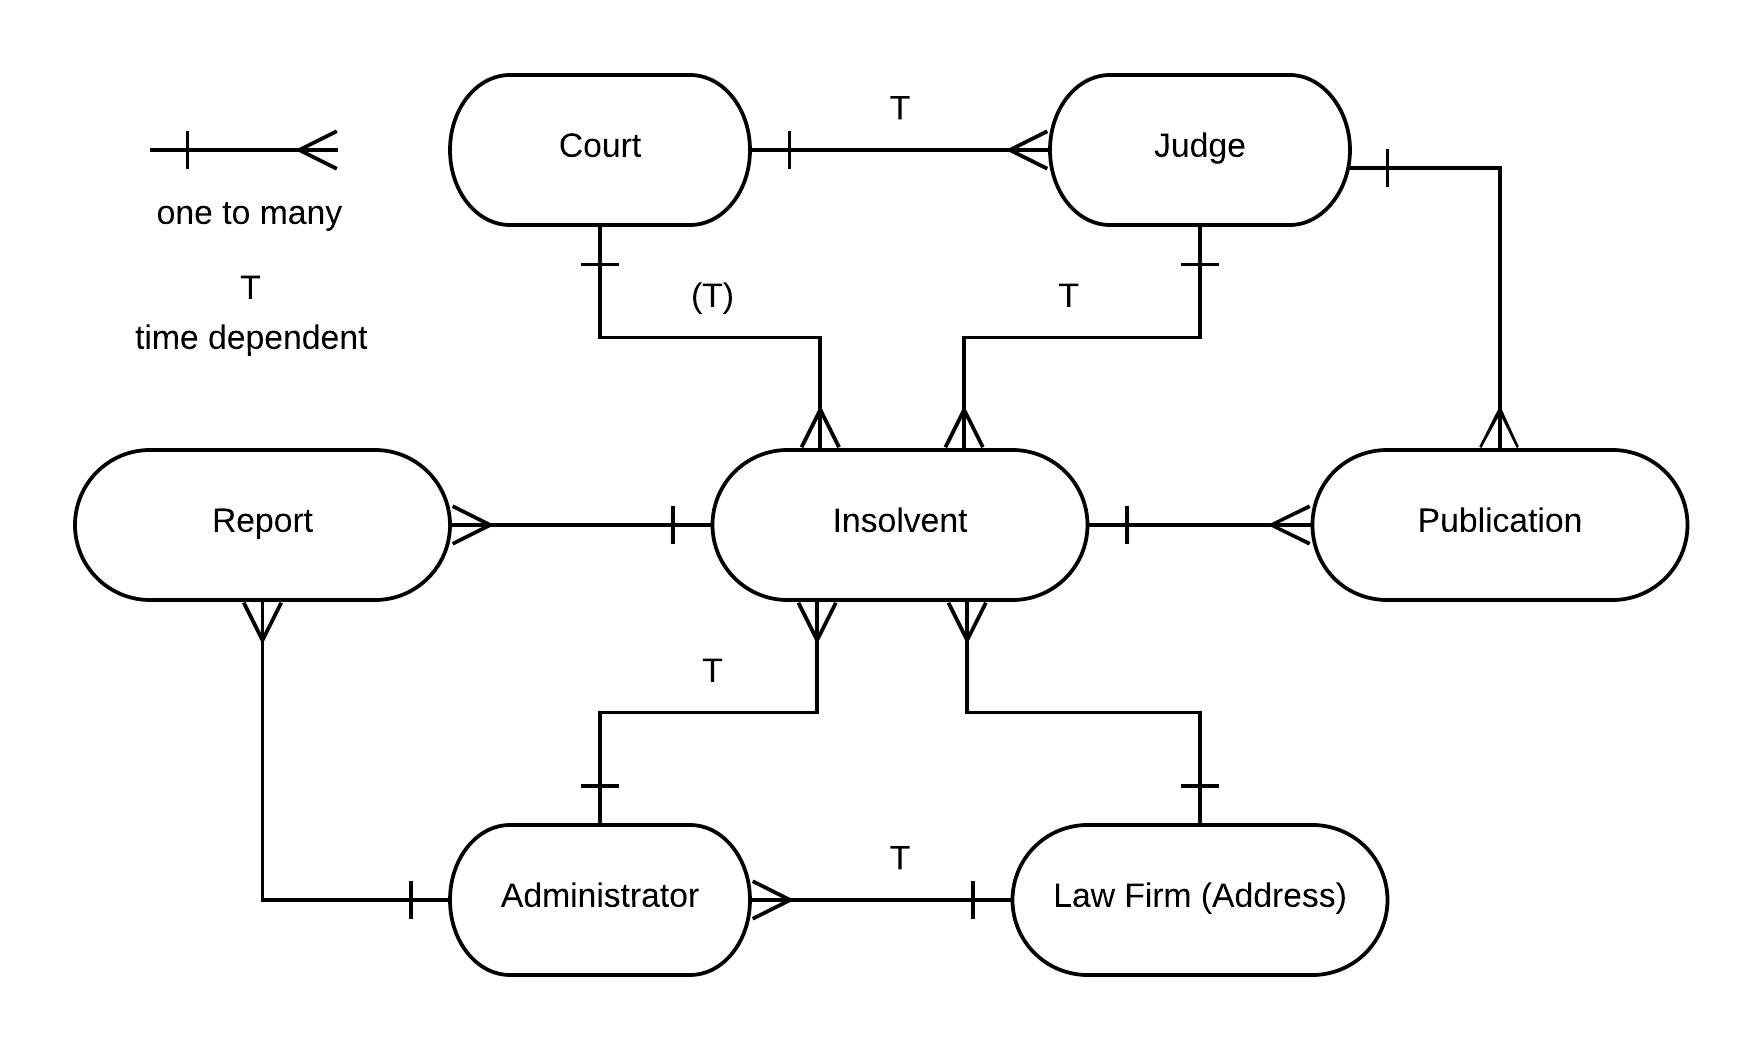 Court
T
Judge
one to many
T
time dependent
(T)
T
Report
Insolvent
Publication
T
Administrator
T
Law Firm (Address)